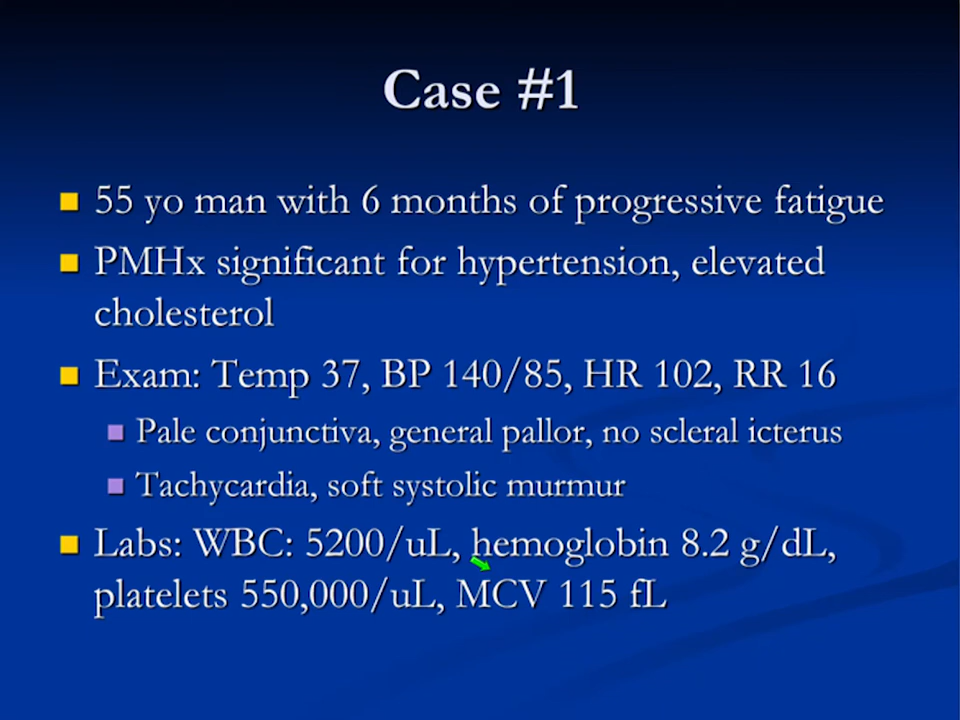 Case #1
55 yo man with 6 months of progressive fatigue
PMHx significant for hypertension, elevated
cholesterol
Exam: Temp 37, BP 140/85, HR 102, RR 16
Pale conjunctiva, general pallor, no scleral icterus
Tachycardia, soft systolic murmur
Labs: WBC: 5200/uL, hemoglobin 8.2 g/dL,
platelets 550,000/uL, MCV 115 fL